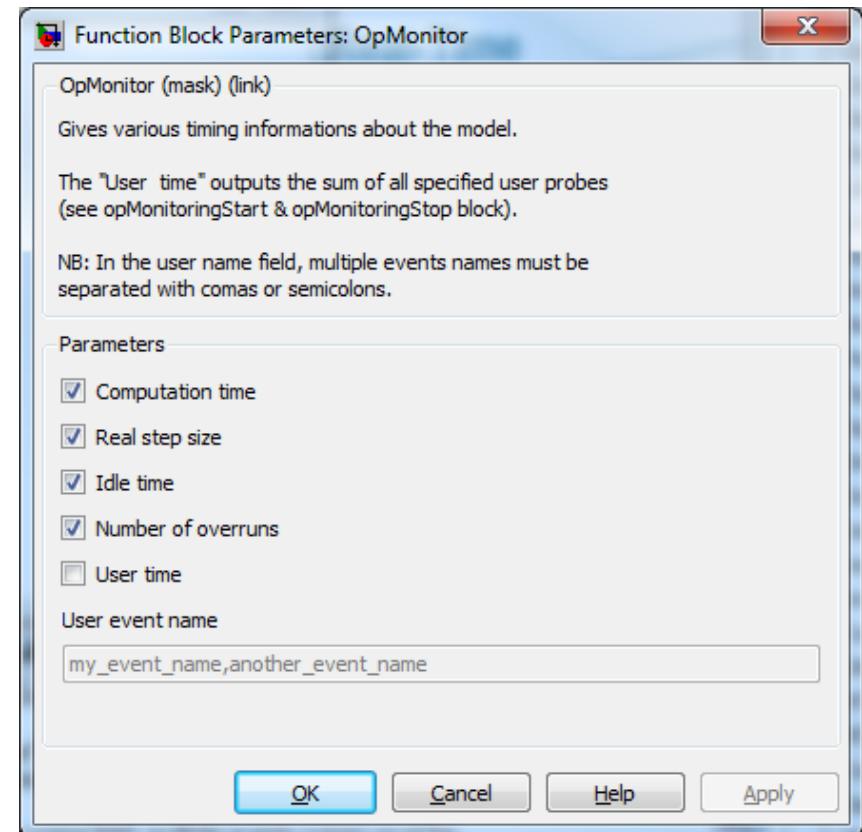 Function Block Parameters: OpMonitor
OpMonitor (mask) (link)
Gives various timing informations about the model.
The "User  time" outputs the sum of all specified user probes
(see opMonitoringStart & opMonitoringStop block).
NB: In the user name field, multiple events names must be
separated with comas or semicolons.
Parameters
Computation time
Real step size
Idle time
Number of overruns
User time
User event name
my_event_name,another_event_name
OK Cancel Help Apply